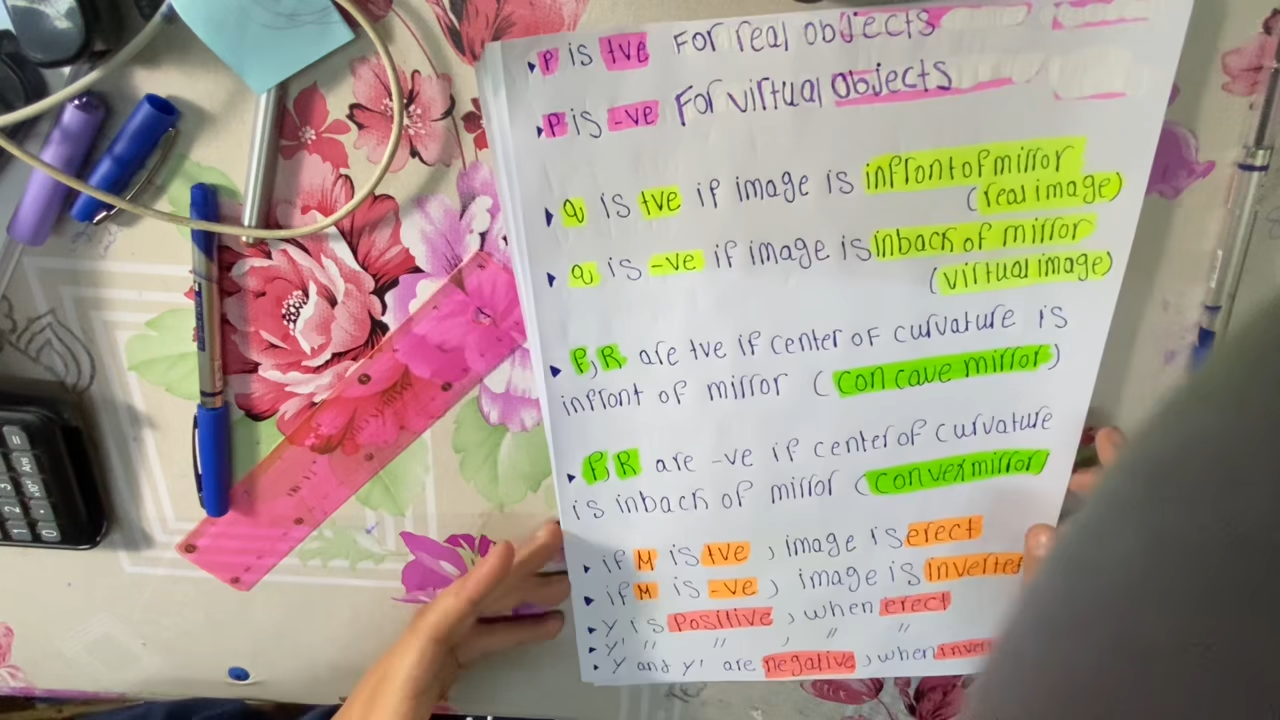 P is +ve For real objects
P is -ve For virtual objects
q is +ve if image is infront of mirror
(real image)
q is -ve if image is inback of mirror
(virtual image)
f,R are +ve if center of curvature is
infront of mirror (concave mirror)
f,R are -ve if center of curvature
is inback of mirror (convex mirror)
if M is +ve , image is erect
if M is -ve , image is inverted
y is Positive , when erect
y' " " , " "
y and y' are negative , when